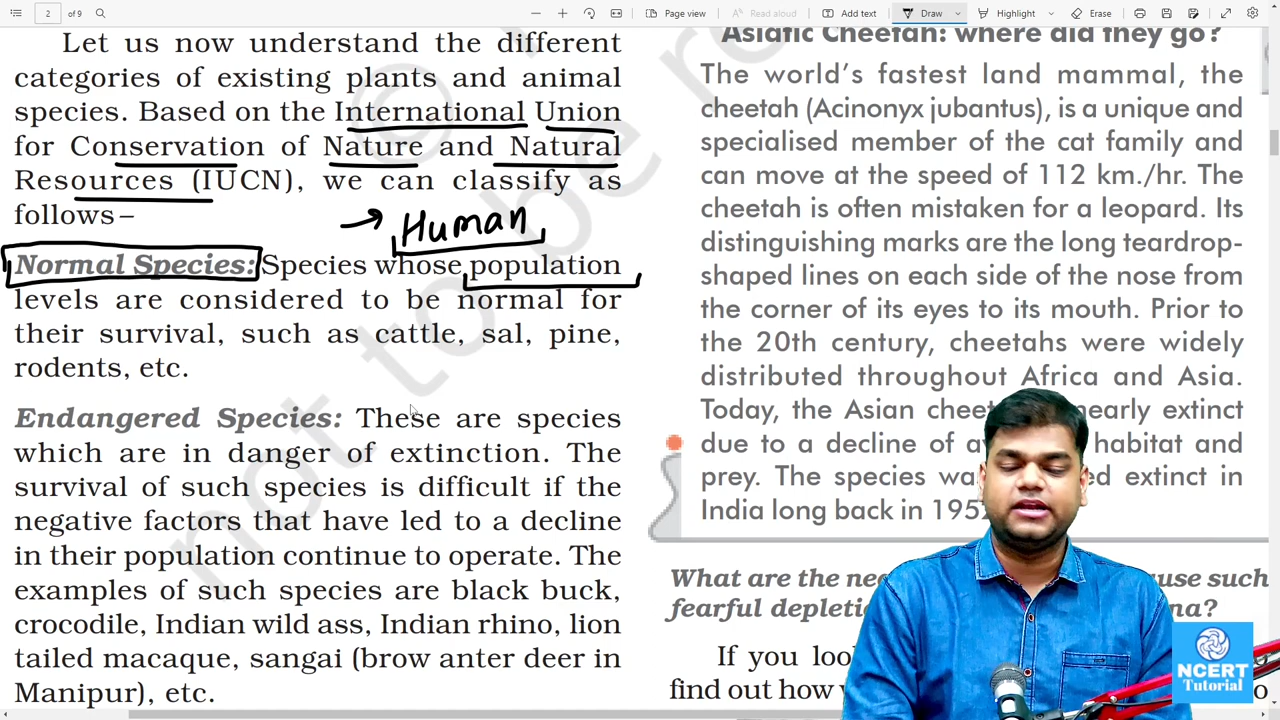 2 of 9
Page view
Read aloud
Add text
Draw
Highlight
Erase
Let us now understand the different
categories of existing plants and animal
species. Based on the International Union
for Conservation of Nature and Natural
Resources (IUCN), we can classify as
follows –
→ Human
Normal Species: Species whose population
levels are considered to be normal for
their survival, such as cattle, sal, pine,
rodents, etc.
Endangered Species: These are species
which are in danger of extinction. The
survival of such species is difficult if the
negative factors that have led to a decline
in their population continue to operate. The
examples of such species are black buck,
crocodile, Indian wild ass, Indian rhino, lion
tailed macaque, sangai (brow anter deer in
Manipur), etc.
Asiatic Cheetah: where did they go?
The world's fastest land mammal, the
cheetah (Acinonyx jubantus), is a unique and
specialised member of the cat family and
can move at the speed of 112 km./hr. The
cheetah is often mistaken for a leopard. Its
distinguishing marks are the long teardrop-
shaped lines on each side of the nose from
the corner of its eyes to its mouth. Prior to
the 20th century, cheetahs were widely
distributed throughout Africa and Asia.
Today, the Asian nearly extinct
due to a decline of habitat and
prey. The species extinct in
India long back in 195
What are the such
fearful
If you
find out how
not to be re
©
NCERT
Tutorial